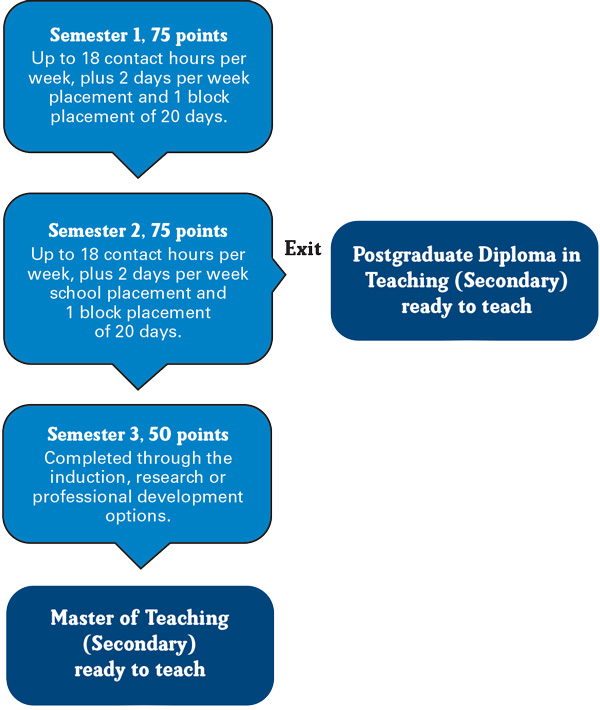 Semester 1, 75 points
Up to 18 contact hours per
week, plus 2 days per week
placement and 1 block
placement of 20 days.
Semester 2, 75 points
Up to 18 contact hours per
week, plus 2 days per week
school placement and
1 block placement
of 20 days.
Exit
Postgraduate Diploma in
Teaching (Secondary)
ready to teach
Semester 3, 50 points
Completed through the
induction, research or
professional development
options.
Master of Teaching
(Secondary)
ready to teach